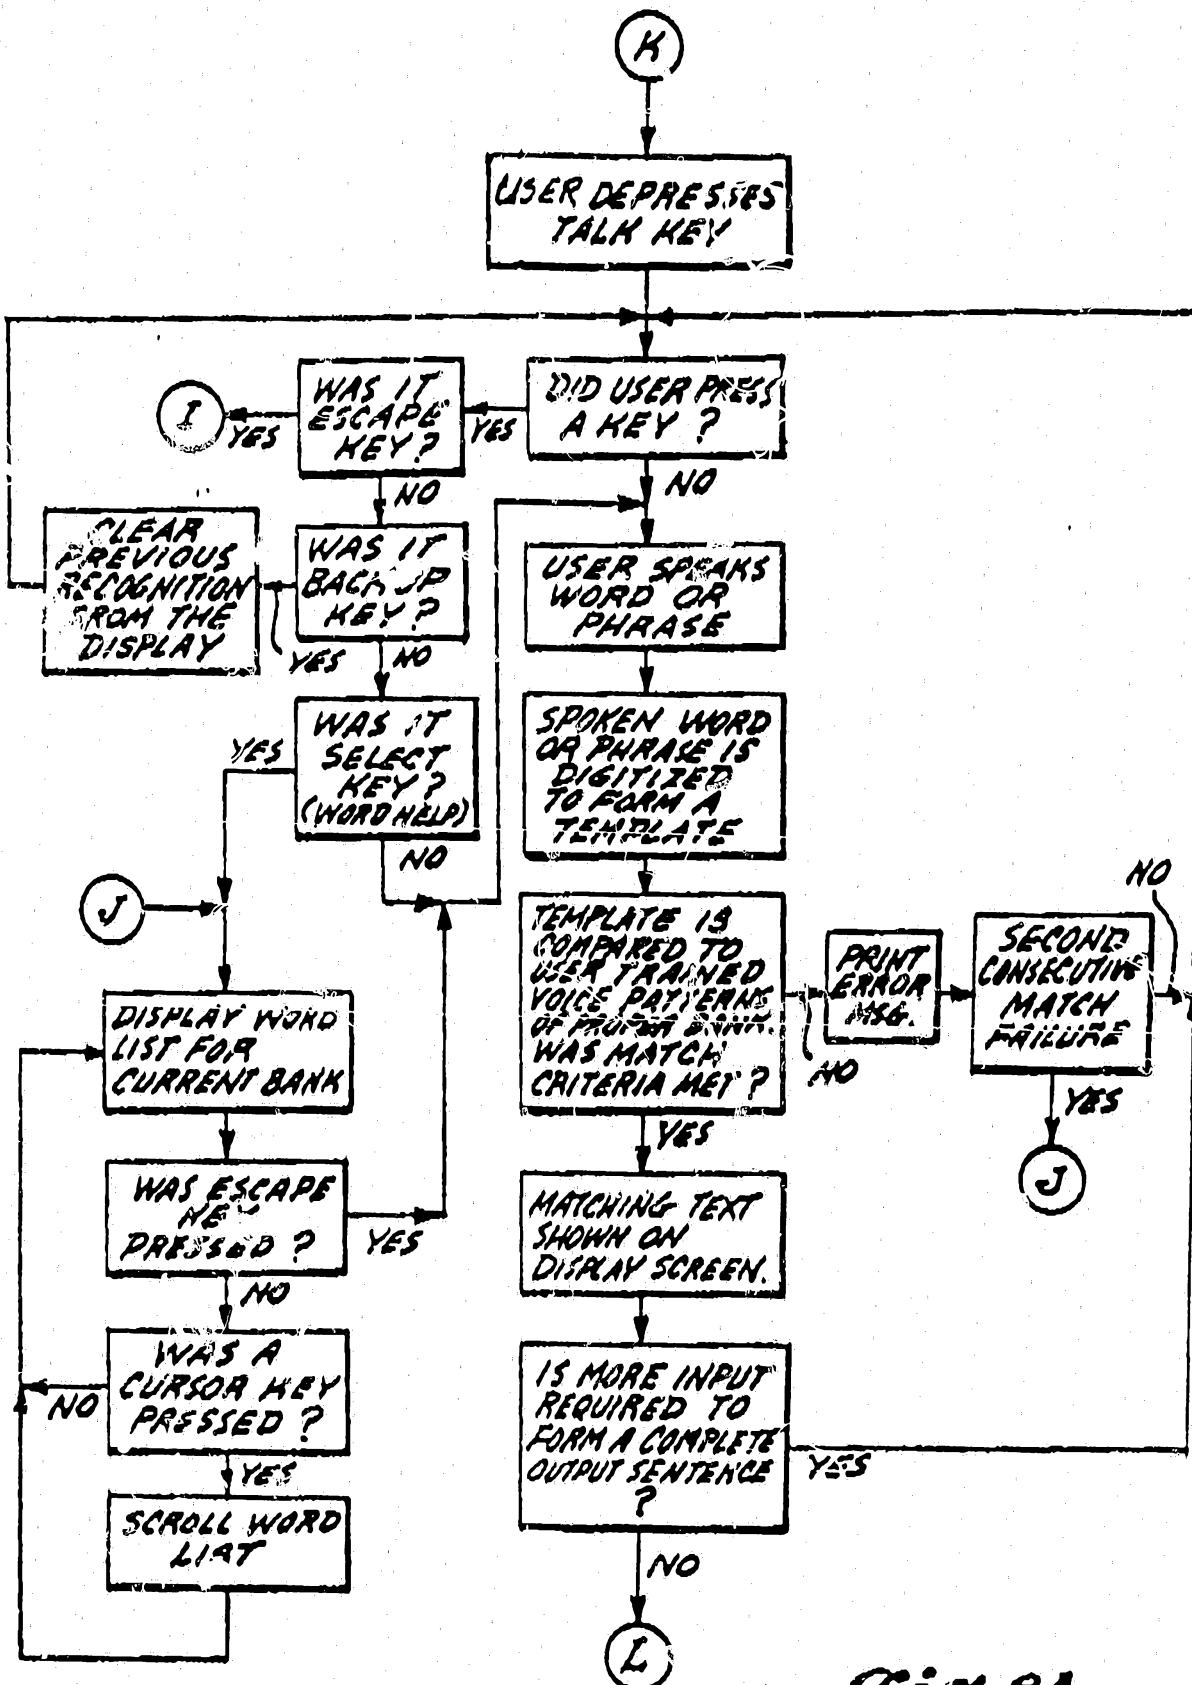 K
USER DEPRESSES
TALK KEY
DID USER PRESS
A KEY ?
YES
NO
WAS IT
ESCAPE
KEY?
YES
NO
I
WAS IT
BACKUP
KEY?
YES
NO
CLEAR
PREVIOUS
RECOGNITION
FROM THE
DISPLAY
WAS IT
SELECT
KEY?
(WORD HELP)
YES
NO
J
DISPLAY WORD
LIST FOR
CURRENT BANK
WAS ESCAPE
KEY
PRESSED ?
YES
NO
WAS A
CURSOR KEY
PRESSED ?
NO
YES
SCROLL WORD
LIST
USER SPEAKS
WORD OR
PHRASE
SPOKEN WORD
OR PHRASE IS
DIGITIZED
TO FORM A
TEMPLATE
TEMPLATE IS
COMPARED TO
USER TRAINED
VOICE PATTERNS
OF PROPER BANK.
WAS MATCH
CRITERIA MET ?
NO
YES
PRINT
ERROR
MSG.
SECOND
CONSECUTIVE
MATCH
FAILURE
NO
YES
J
MATCHING TEXT
SHOWN ON
DISPLAY SCREEN.
IS MORE INPUT
REQUIRED TO
FORM A COMPLETE
OUTPUT SENTENCE
?
YES
NO
L